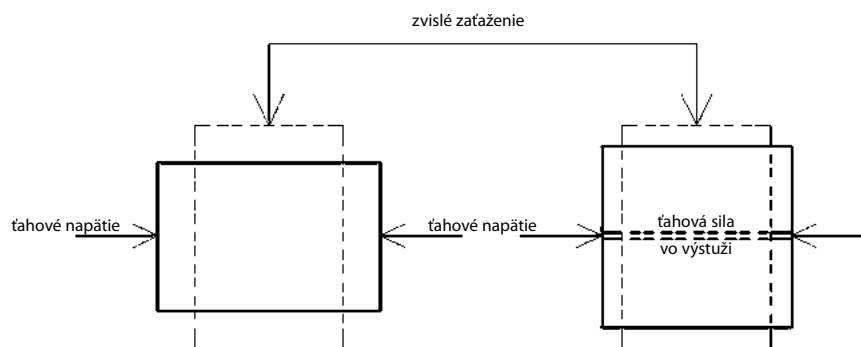 zvislé zaťaženie
ťahové napätie
ťahové napätie
ťahová sila
vo výstuži